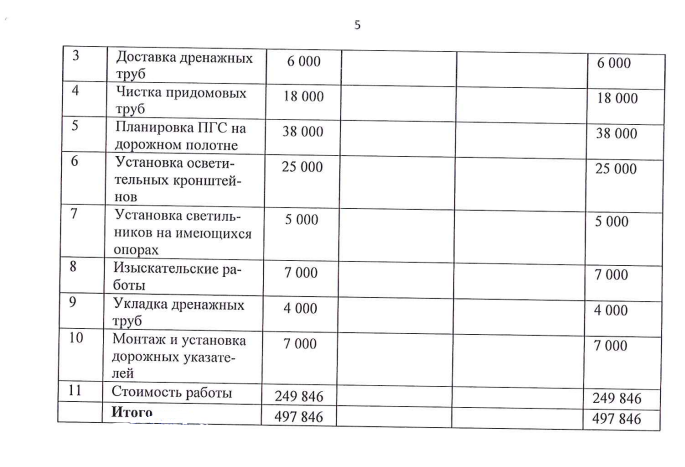 5
3 Доставка дренажных 6 000 6 000
труб
4 Чистка придомовых 18 000 18 000
труб
5 Планировка ПГС на 38 000 38 000
дорожном полотне
6 Установка освети- 25 000 25 000
тельных кронштей-
нов
7 Установка светиль- 5 000 5 000
ников на имеющихся
опорах
8 Изыскательские ра- 7 000 7 000
боты
9 Укладка дренажных 4 000 4 000
труб
10 Монтаж и установка 7 000 7 000
дорожных указате-
лей
11 Стоимость работы 249 846 249 846
Итого 497 846 497 846